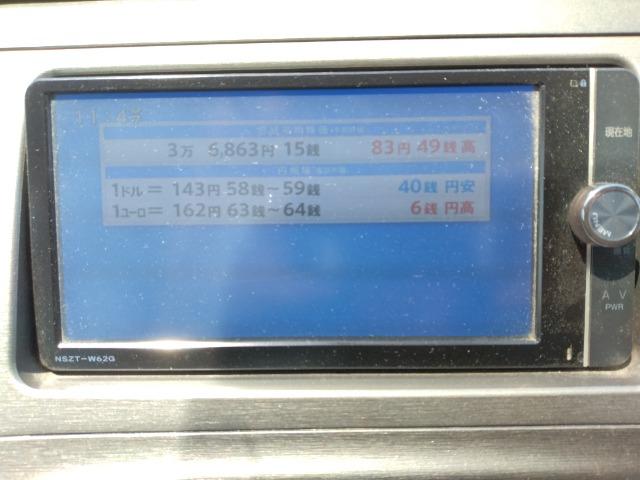 現在地
3万 6,863円 15銭 83円 49銭 高
1ドル＝ 143円 58銭～59銭 40銭 円安
1ユーロ＝ 162円 63銭～64銭 6銭 円高
MENU
A V
PWR
NSZT-W62G